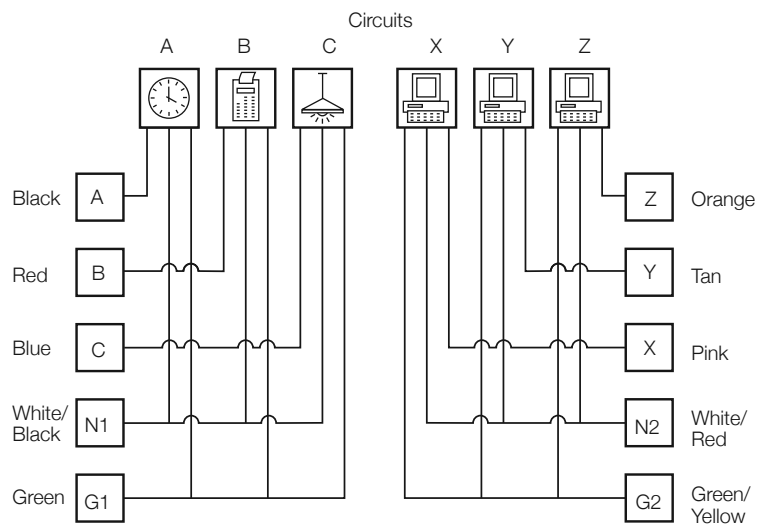 Circuits
A B C X Y Z
Black A
Z Orange
Red B
Y Tan
Blue C
X Pink
White/
Black N1
N2 White/
Red
Green G1
G2 Green/
Yellow